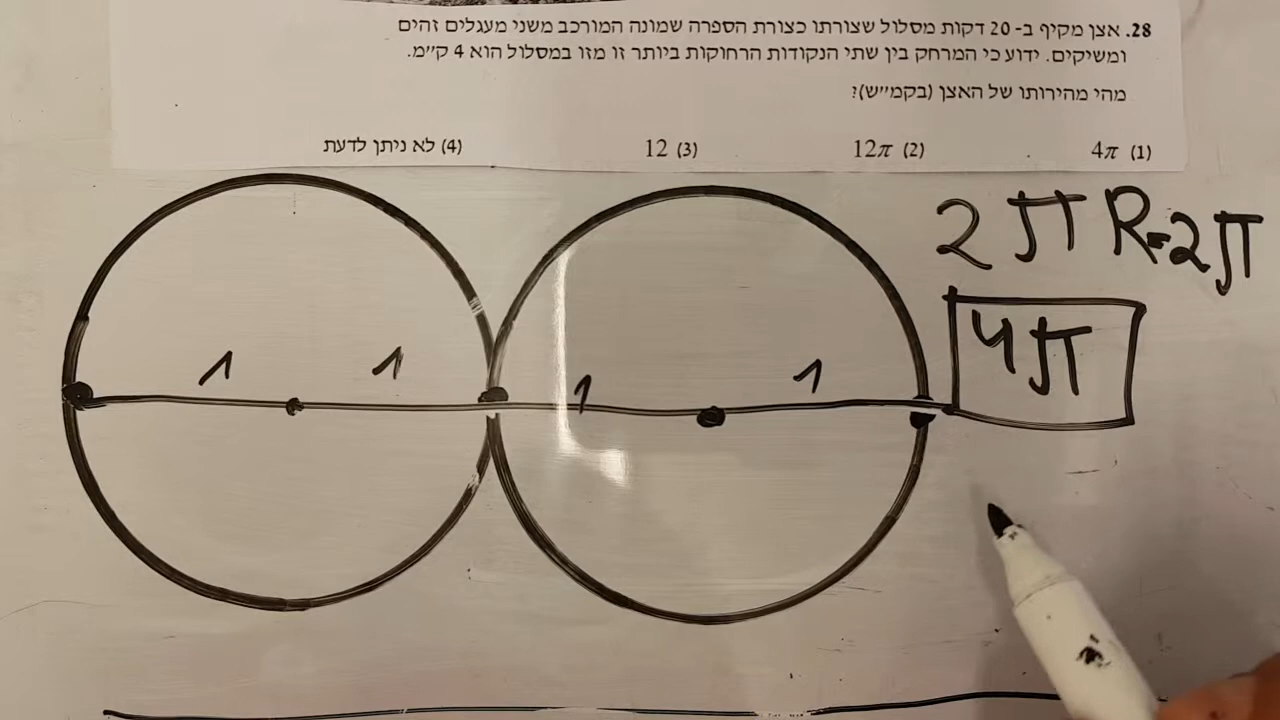 28. אצן מקיף ב- 20 דקות מסלול שצורתו כצורת הספרה שמונה המורכב משני מעגלים זהים
ומשיקים. ידוע כי המרחק בין שתי הנקודות הרחוקות ביותר זו מזו במסלול הוא 4 ק״מ.
מהי מהירותו של האצן (בקמ״ש)?
(1) 4π (2) 12π (3) 12 (4) לא ניתן לדעת
2πR=2π
4π
1 1 1 1